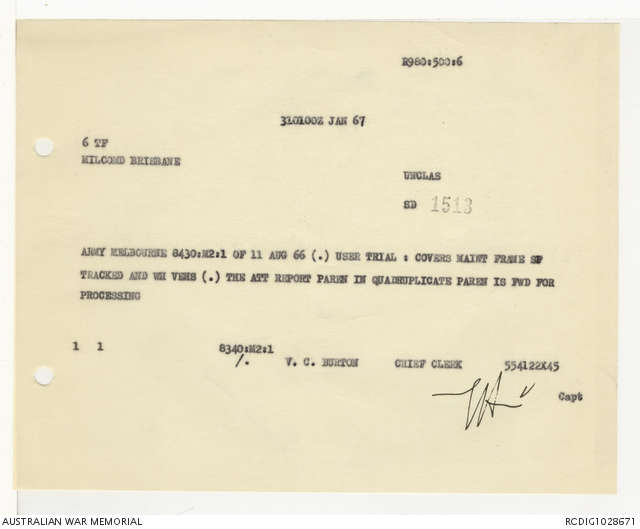 R980:500:6
310100Z JAN 67
6 TF
MILCOMD BRISBANE
UNCLAS
SD 1513
ARMY MELBOURNE 8430:M2:1 OF 11 AUG 66 (.) USER TRIAL : COVERS MAINT FRAME SP
TRACKED AND WH VEHS (.) THE ATT REPORT PAREN IN QUADRUPLICATE PAREN IS FWD FOR
PROCESSING
1 1 8340:M2:1
/. V. C. BURTON CHIEF CLERK 554122X45
Capt
AUSTRALIAN WAR MEMORIAL RCDIG1028671